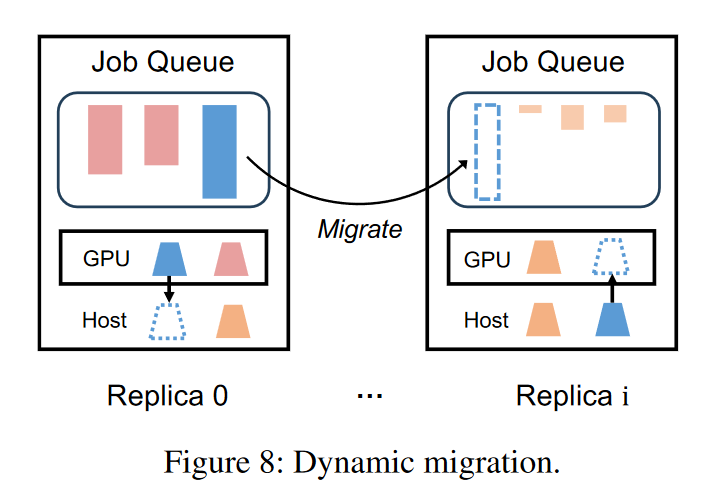 Job Queue
GPU
Host
Replica 0
Migrate
...
Job Queue
GPU
Host
Replica i
Figure 8: Dynamic migration.